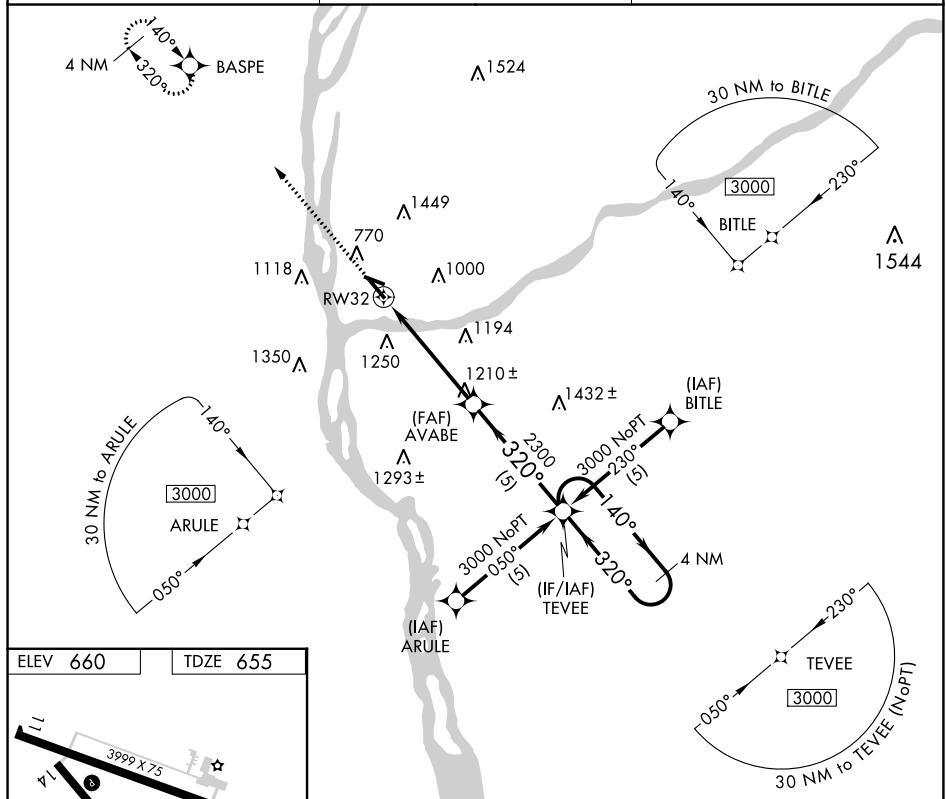 140°
4 NM
320°
BASPE
1524
30 NM to BITLE
3000
140°
230°
BITLE
1544
1449
770
1118
1000
RW32
1194
1250
1350
1210 ±
1432 ±
(IAF)
BITLE
(FAF)
AVABE
2300
320°
(5)
3000 NoPT
230°
(5)
1293 ±
30 NM to ARULE
140°
3000
ARULE
050°
140°
4 NM
320°
3000 NoPT
050°
(5)
(IF/IAF)
TEVEE
(IAF)
ARULE
230°
TEVEE
050°
3000
30 NM to TEVEE (NoPT)
ELEV 660
TDZE 655
11
3999 X 75
14
P